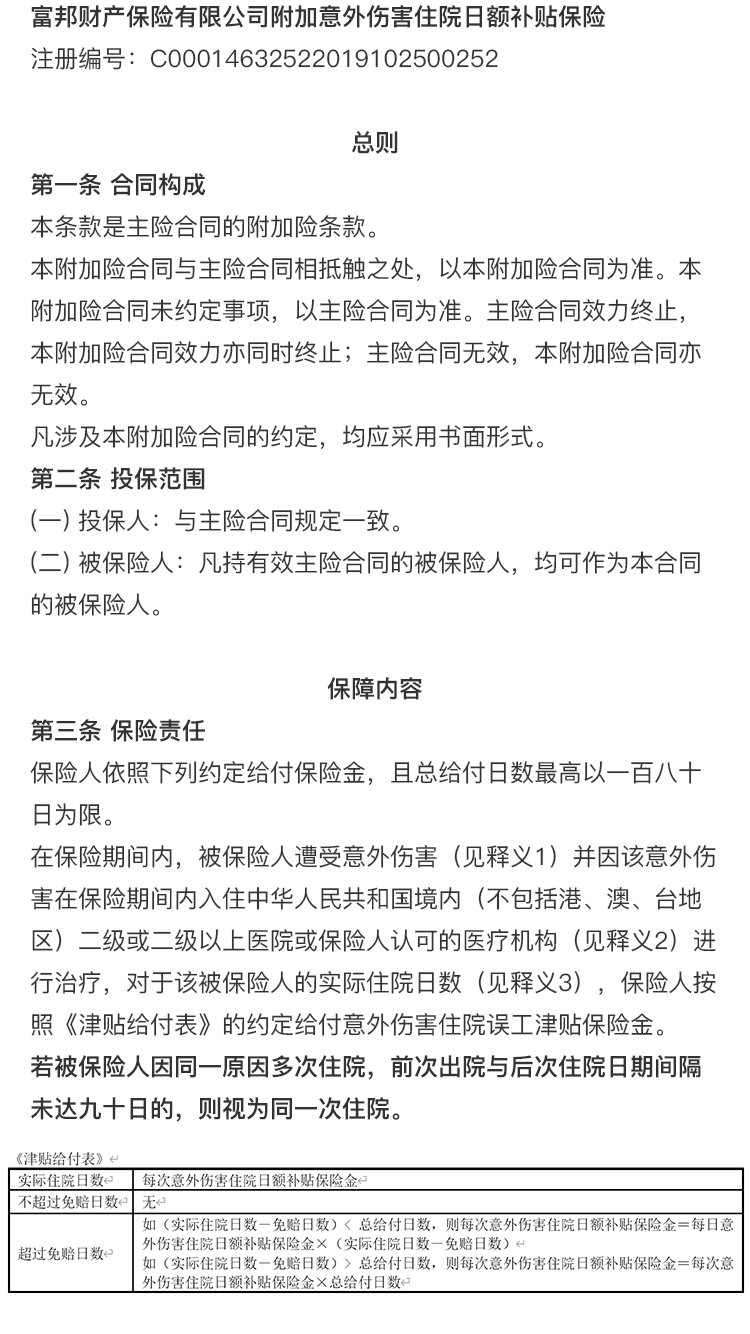 富邦财产保险有限公司附加意外伤害住院日额补贴保险
注册编号：C00014632522019102500252
总则
第一条 合同构成
本条款是主险合同的附加险条款。
本附加险合同与主险合同相抵触之处，以本附加险合同为准。本
附加险合同未约定事项，以主险合同为准。主险合同效力终止，
本附加险合同效力亦同时终止；主险合同无效，本附加险合同亦
无效。
凡涉及本附加险合同的约定，均应采用书面形式。
第二条 投保范围
(一) 投保人：与主险合同规定一致。
(二) 被保险人：凡持有效主险合同的被保险人，均可作为本合同
的被保险人。
保障内容
第三条 保险责任
保险人依照下列约定给付保险金，且总给付日数最高以一百八十
日为限。
在保险期间内，被保险人遭受意外伤害（见释义1）并因该意外伤
害在保险期间内入住中华人民共和国境内（不包括港、澳、台地
区）二级或二级以上医院或保险人认可的医疗机构（见释义2）进
行治疗，对于该被保险人的实际住院日数（见释义3），保险人按
照《津贴给付表》的约定给付意外伤害住院误工津贴保险金。
若被保险人因同一原因多次住院，前次出院与后次住院日期间隔
未达九十日的，则视为同一次住院。
《津贴给付表》↵
实际住院日数↵ 每次意外伤害住院日额补贴保险金↵
不超过免赔日数↵ 无↵
超过免赔日数↵
如（实际住院日数－免赔日数）< 总给付日数，则每次意外伤害住院日额补贴保险金＝每日意
外伤害住院日额补贴保险金×（实际住院日数－免赔日数）↵
如（实际住院日数－免赔日数）> 总给付日数，则每次意外伤害住院日额补贴保险金＝每次意
外伤害住院日额补贴保险金×总给付日数↵